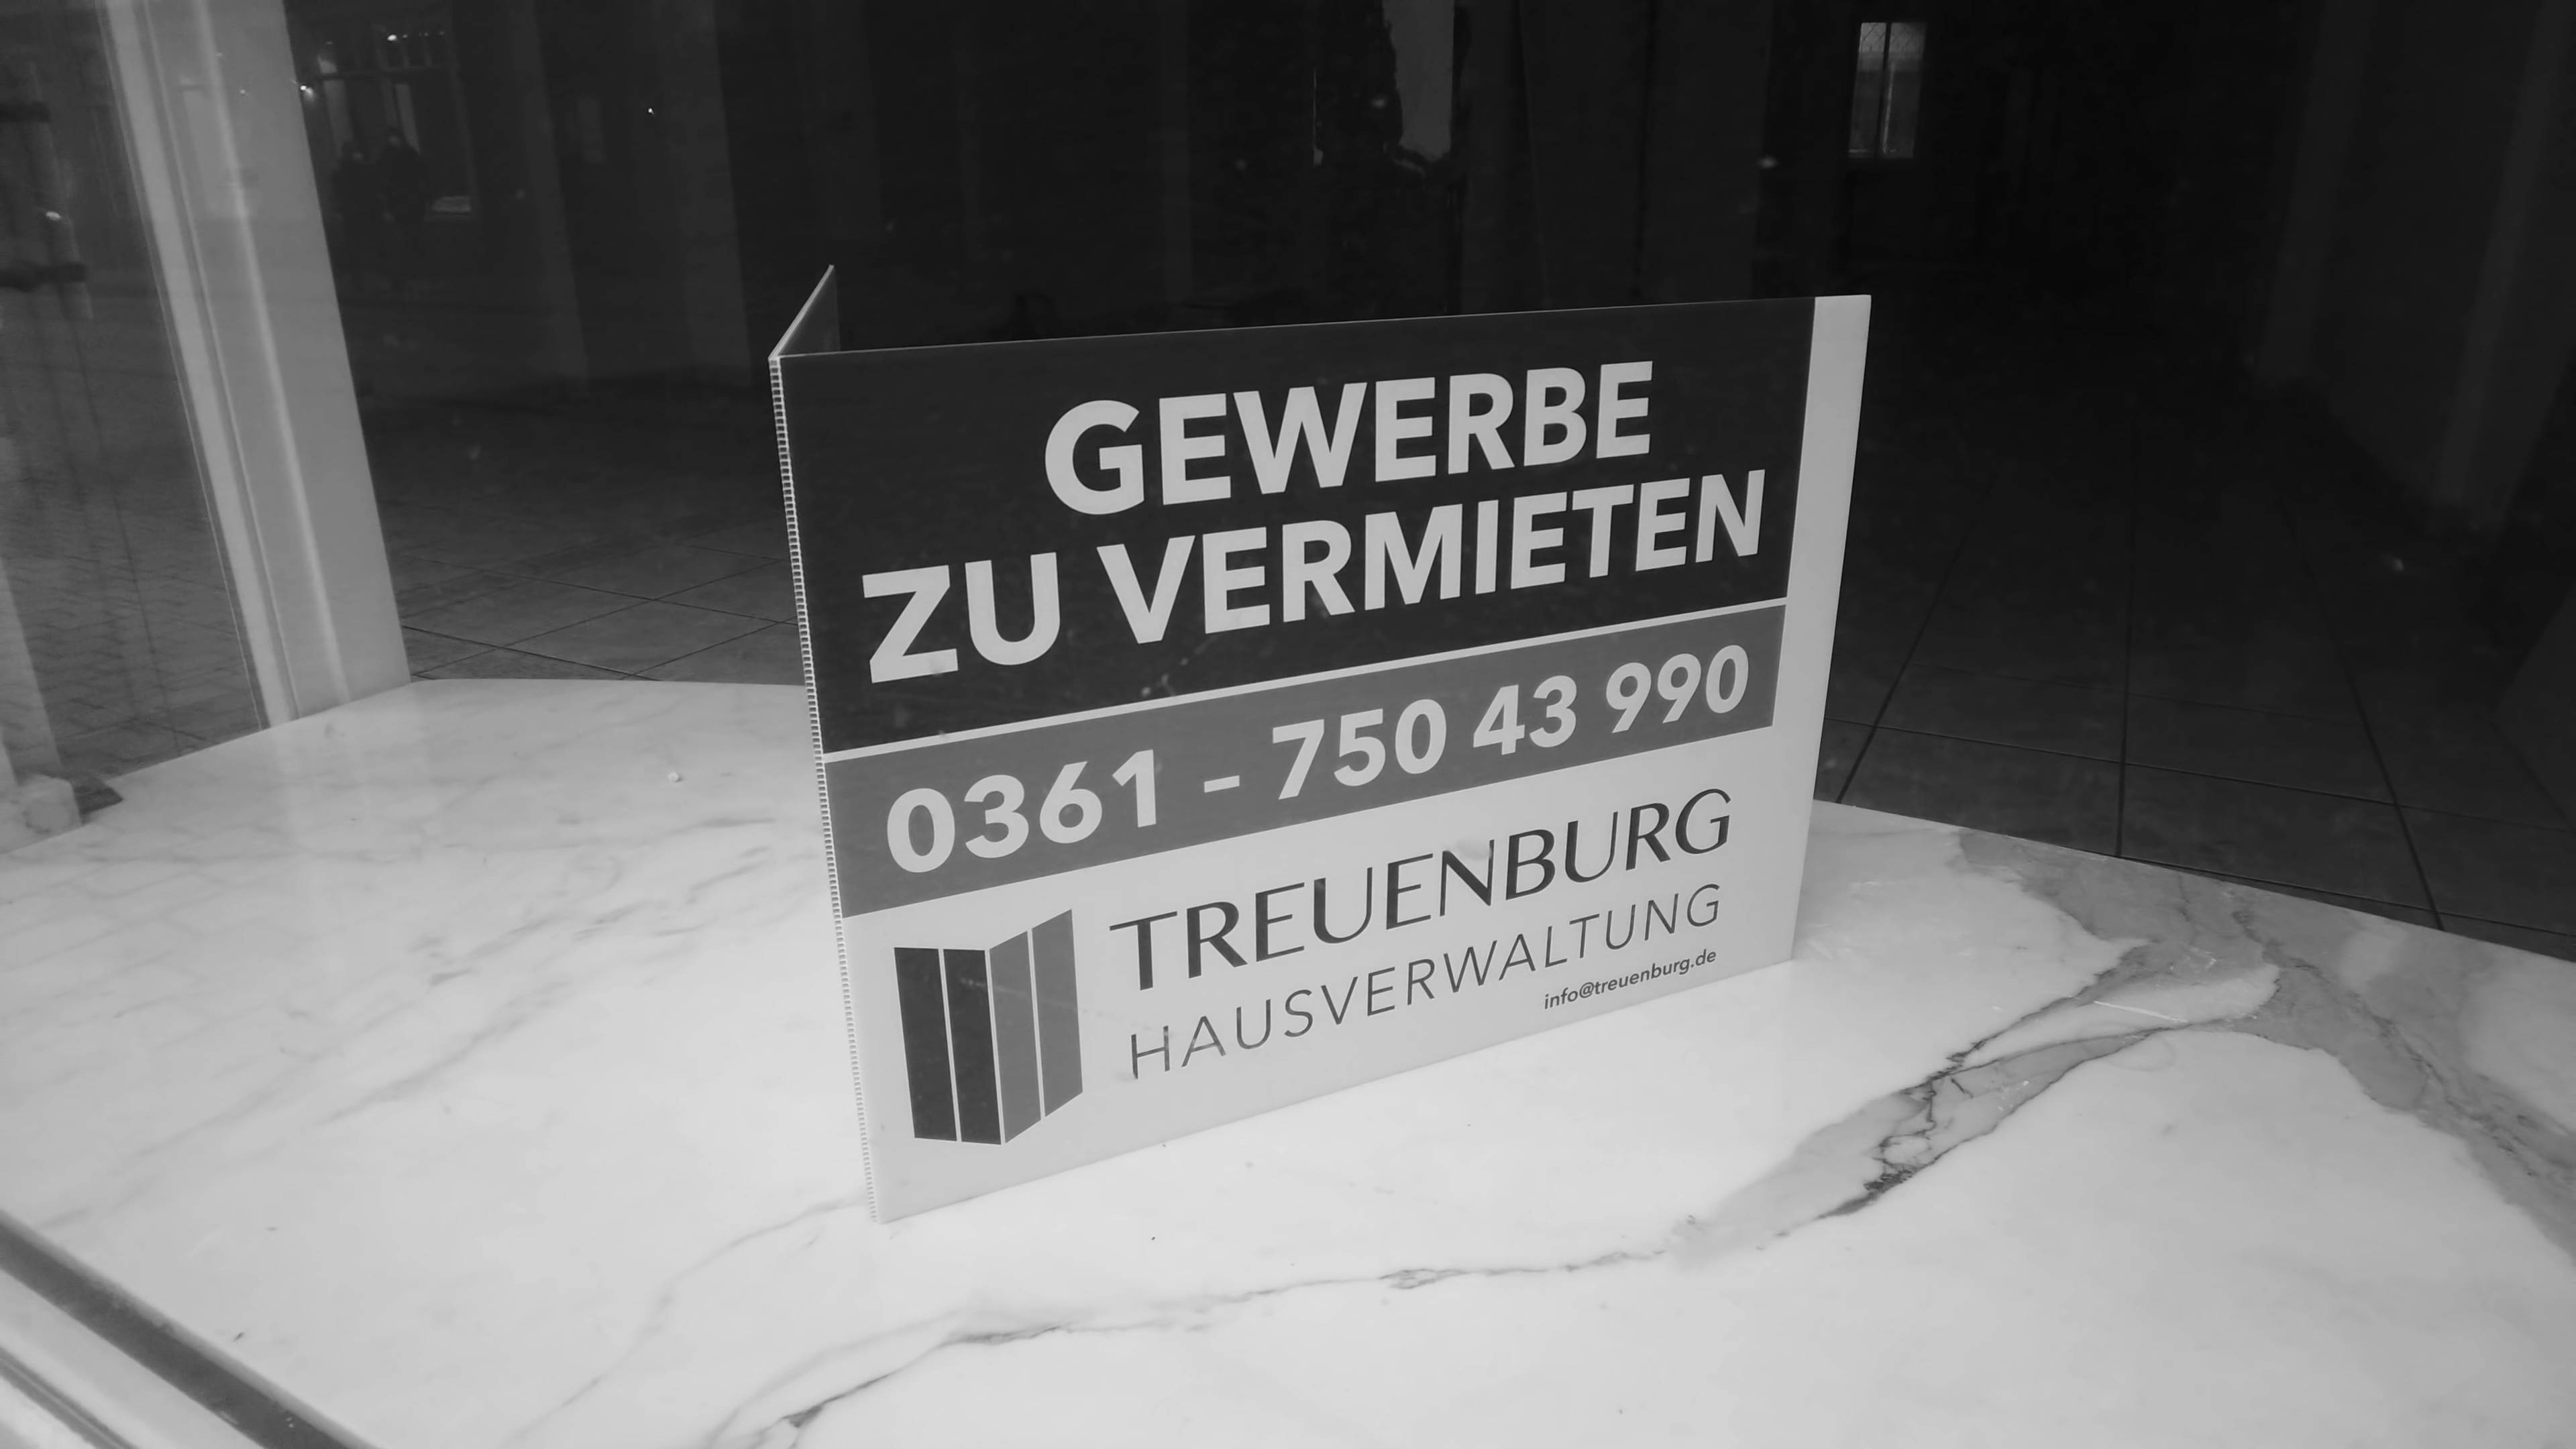 GEWERBE
ZU VERMIETEN
0361 - 750 43 990
TREUENBURG
HAUSVERWALTUNG
info@treuenburg.de